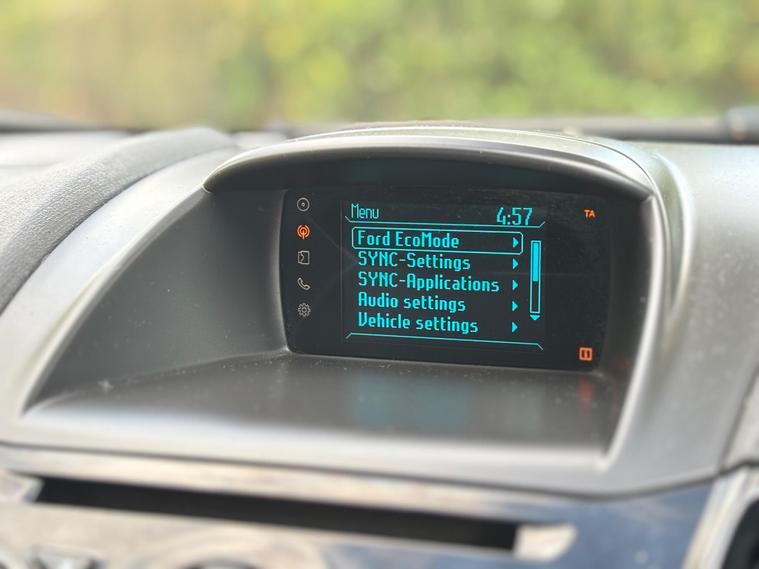 Menu 4:57
TA
Ford EcoMode
SYNC-Settings
SYNC-Applications
Audio settings
Vehicle settings